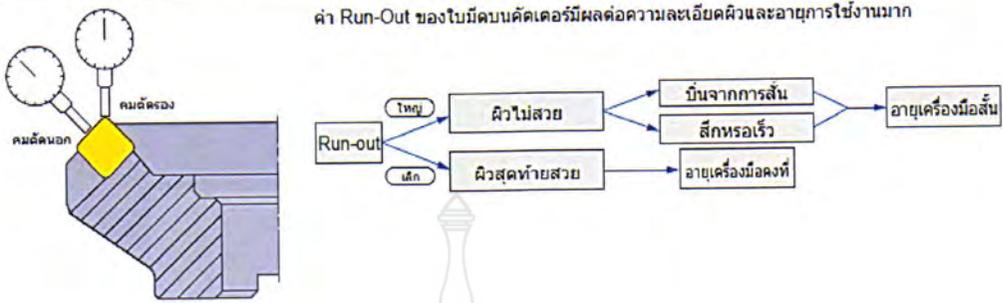 ค่า Run-Out ของใบมีดบนคัตเตอร์มีผลต่อความละเอียดผิวและอายุการใช้งานมาก
คมตัดรอง
คมตัดนอก
Run-out
ใหญ่
ผิวไม่สวย
บิ่นจากการสั่น
สึกหรอเร็ว
อายุเครื่องมือสั้น
เล็ก
ผิวสุดท้ายสวย
อายุเครื่องมือคงที่